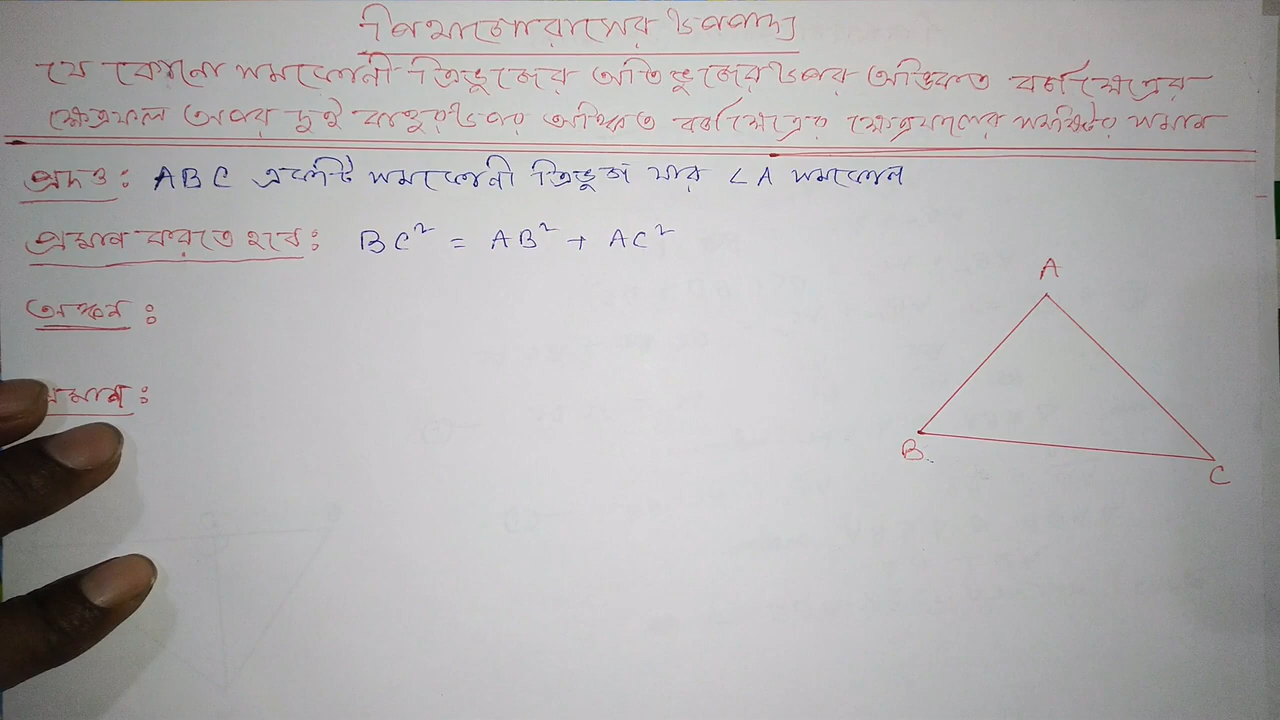 পিথাগোরাসের উপপাদ্য
যে কোনো সমকোনী ত্রিভুজের অতিভুজের উপর অঙ্কিত বর্গক্ষেত্রের
ক্ষেত্রফল অপর দুই বাহুর উপর অঙ্কিত বর্গক্ষেত্রের ক্ষেত্রফলের সমষ্টির সমান
প্রদত্ত : ABC একটি সমকোনী ত্রিভুজ যার ∠A সমকোন
প্রমান করতে হবে : BC² = AB² + AC²
অঙ্কন :
প্রমান :
A
B
C